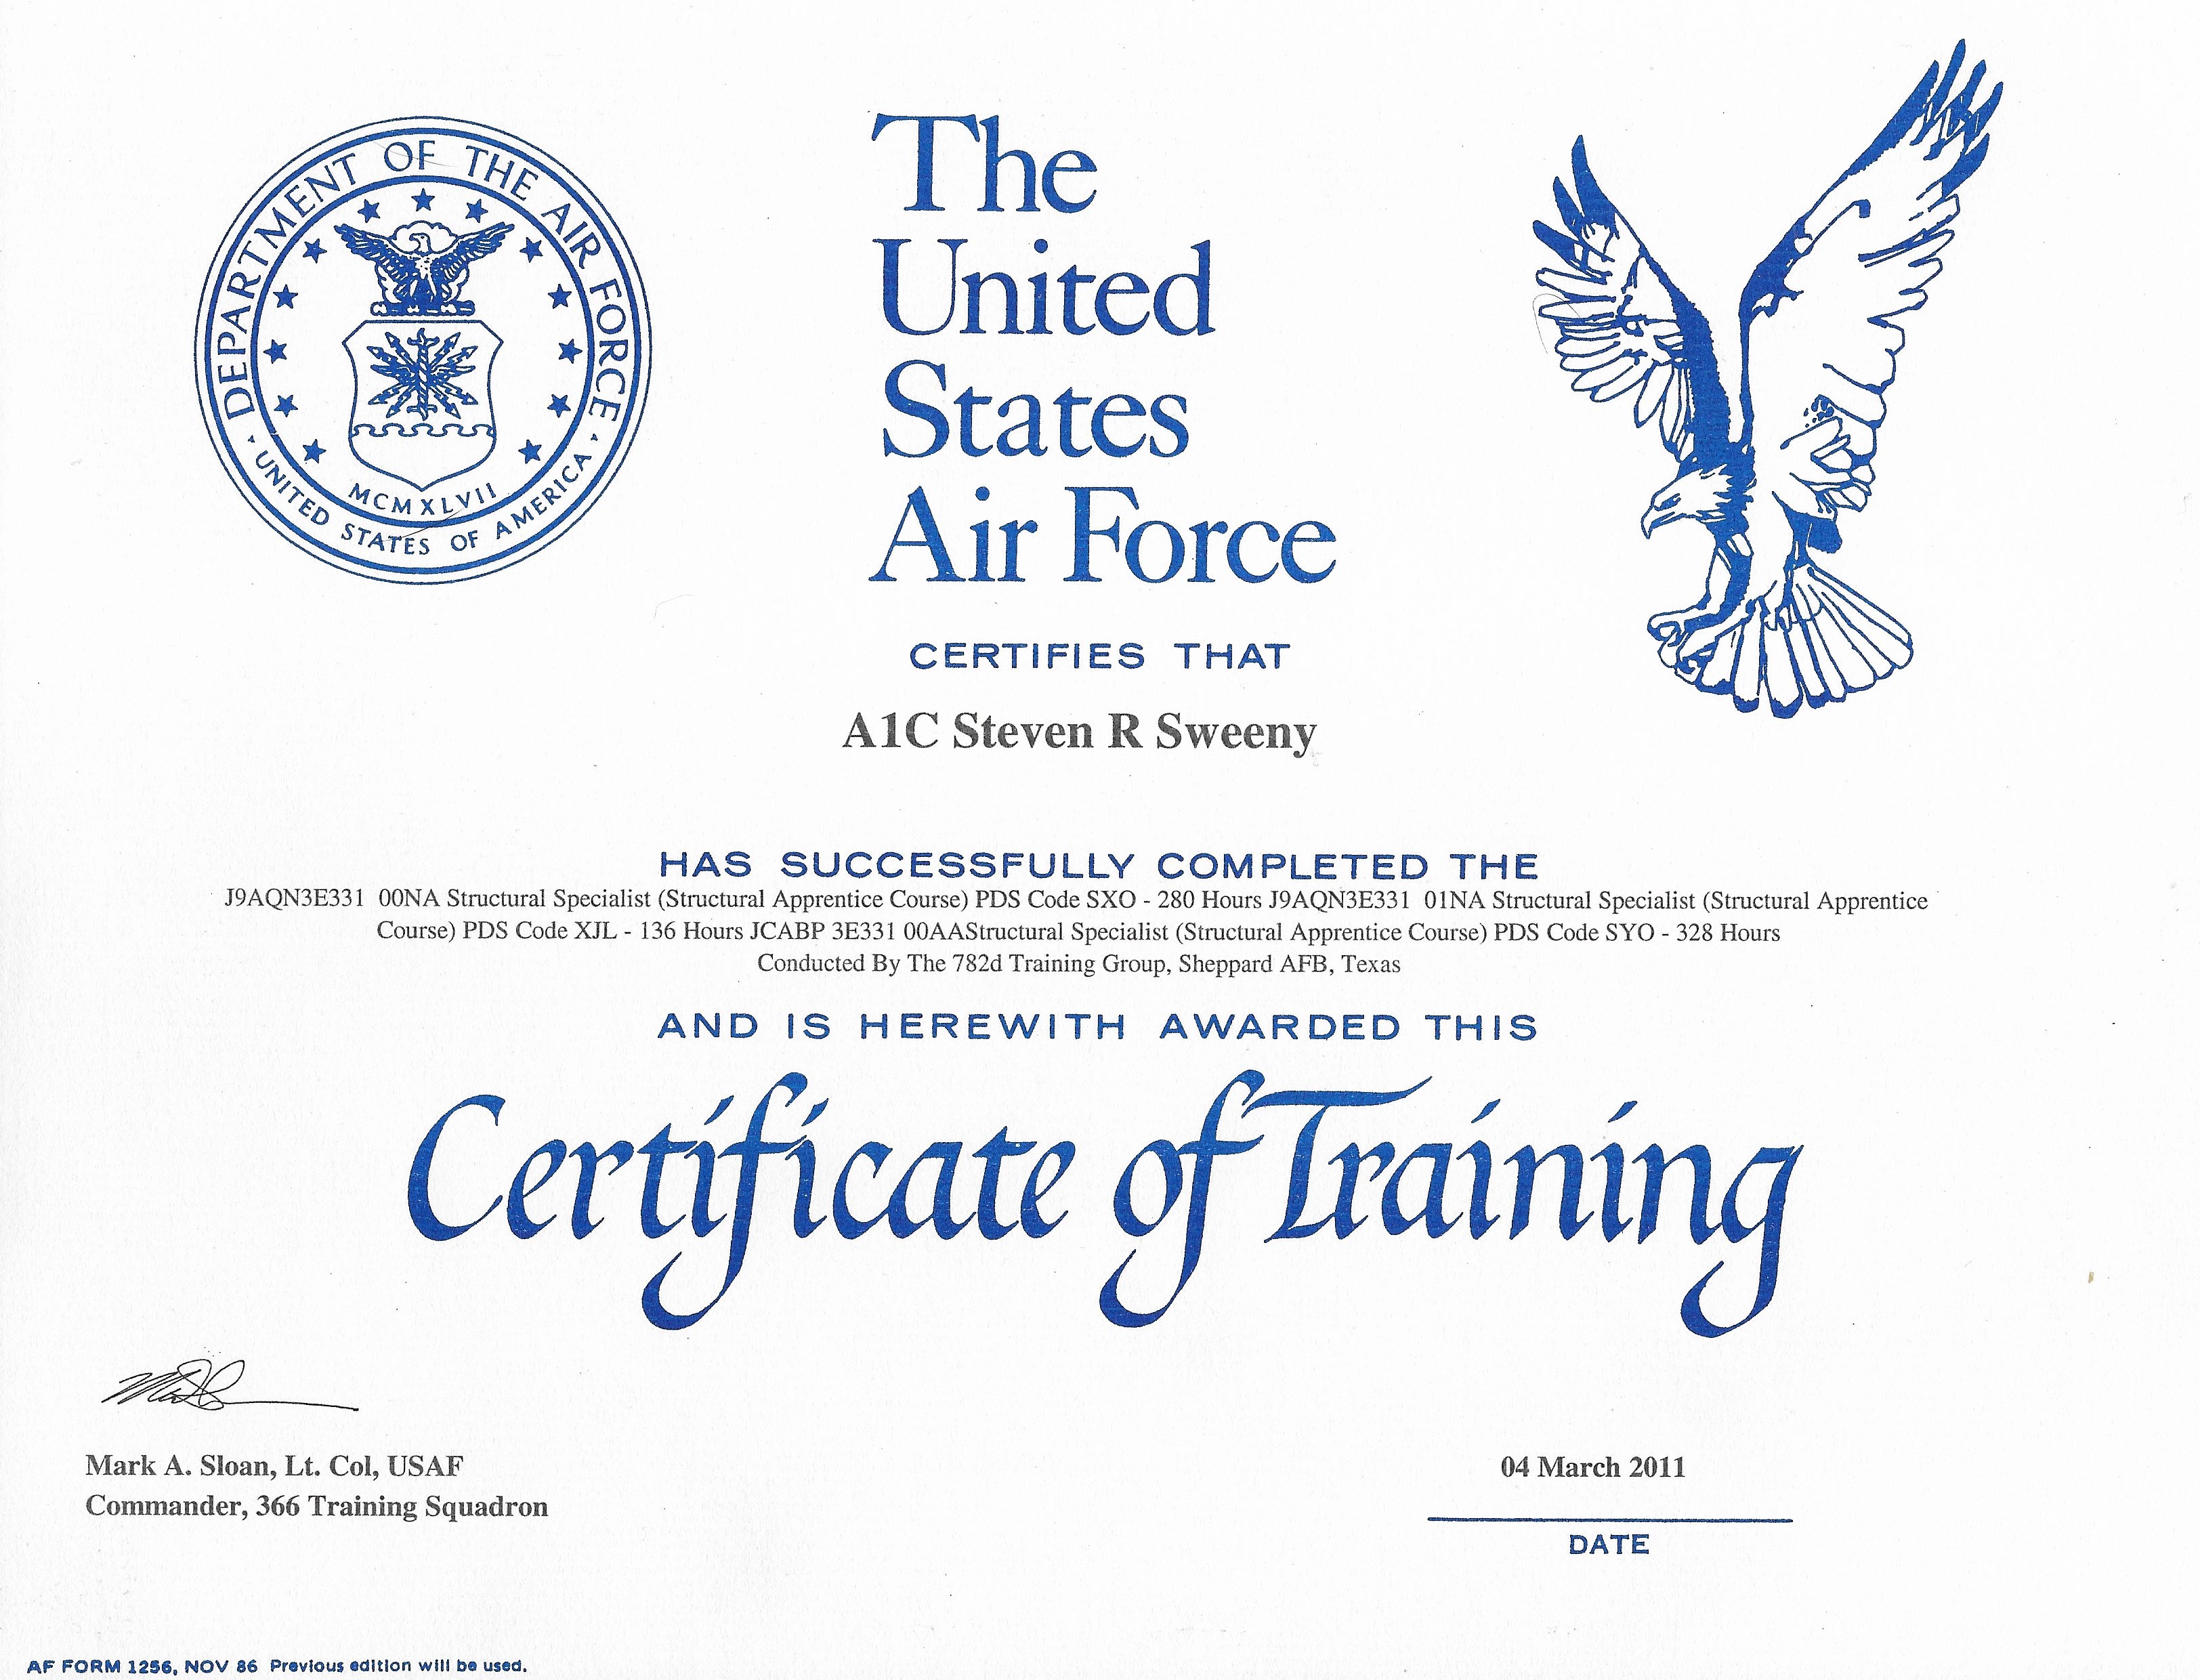 DEPARTMENT OF THE AIR FORCE
MCMXLVII
· UNITED STATES OF AMERICA ·
The
United
States
Air Force
CERTIFIES THAT
A1C Steven R Sweeny
HAS SUCCESSFULLY COMPLETED THE
J9AQN3E331 00NA Structural Specialist (Structural Apprentice Course) PDS Code SXO - 280 Hours J9AQN3E331 01NA Structural Specialist (Structural Apprentice
Course) PDS Code XJL - 136 Hours JCABP 3E331 00AAStructural Specialist (Structural Apprentice Course) PDS Code SYO - 328 Hours
Conducted By The 782d Training Group, Sheppard AFB, Texas
AND IS HEREWITH AWARDED THIS
Certificate of Training
Mark A. Sloan, Lt. Col, USAF
Commander, 366 Training Squadron
04 March 2011
DATE
AF FORM 1256, NOV 86 Previous edition will be used.